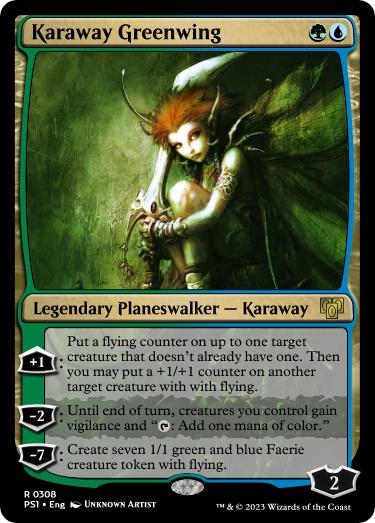 Karaway Greenwing
Legendary Planeswalker — Karaway
+1: Put a flying counter on up to one target
creature that doesn't already have one. Then
you may put a +1/+1 counter on another
target creature with with flying.
-2: Until end of turn, creatures you control gain
vigilance and “: Add one mana of color.”
-7: Create seven 1/1 green and blue Faerie
creature token with flying.
2
R 0308
PS1 • Eng Unknown Artist
™ & © 2023 Wizards of the Coast